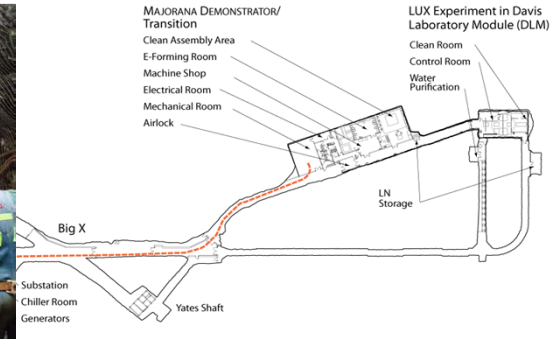 MAJORANA DEMONSTRATOR/
Transition
Clean Assembly Area
E-Forming Room
Machine Shop
Electrical Room
Mechanical Room
Airlock
LUX Experiment in Davis
Laboratory Module (DLM)
Clean Room
Control Room
Water
Purification
LN
Storage
Big X
Substation
Chiller Room
Generators
Yates Shaft